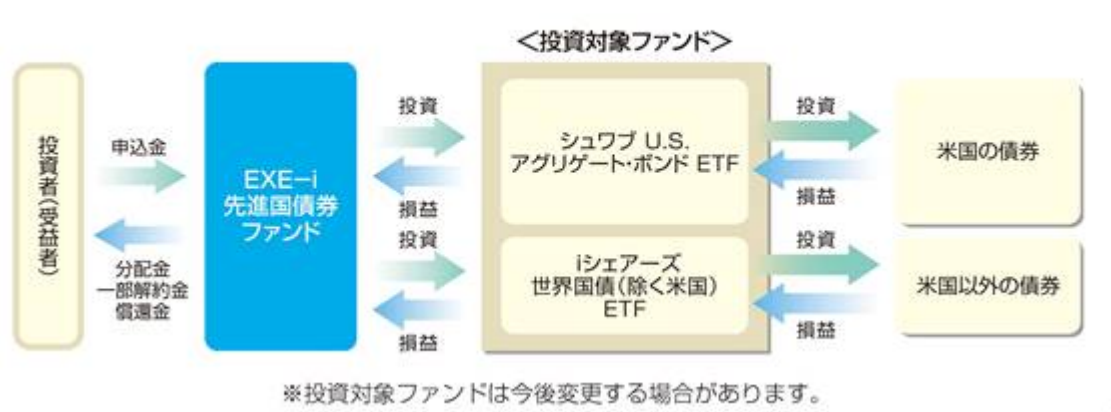 <投資対象ファンド>
投資者(受益者)
申込金
分配金
一部解約金
償還金
EXE-i
先進国債券
ファンド
投資
損益
投資
損益
シュワブ U.S.
アグリゲート・ボンド ETF
iシェアーズ
世界国債(除く米国)
ETF
投資
損益
投資
損益
米国の債券
米国以外の債券
※投資対象ファンドは今後変更する場合があります。